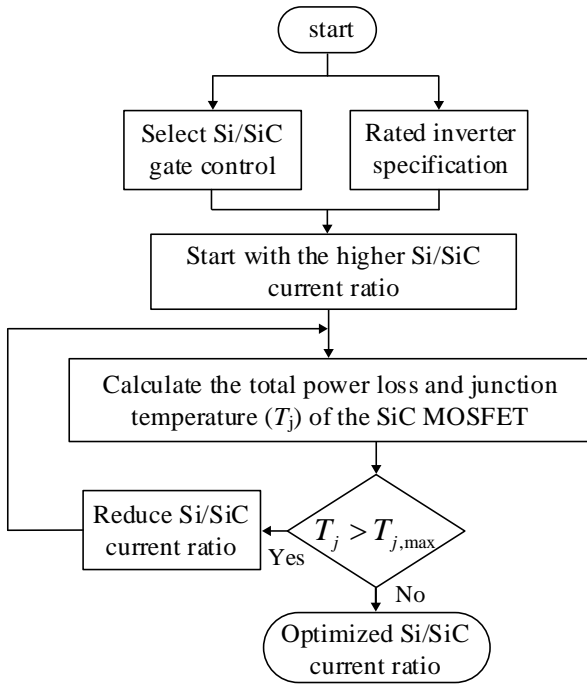 start
Select Si/SiC
gate control
Rated inverter
specification
Start with the higher Si/SiC
current ratio
Calculate the total power loss and junction
temperature (Tj) of the SiC MOSFET
Reduce Si/SiC
current ratio
Tj > Tj,max
Yes
No
Optimized Si/SiC
current ratio